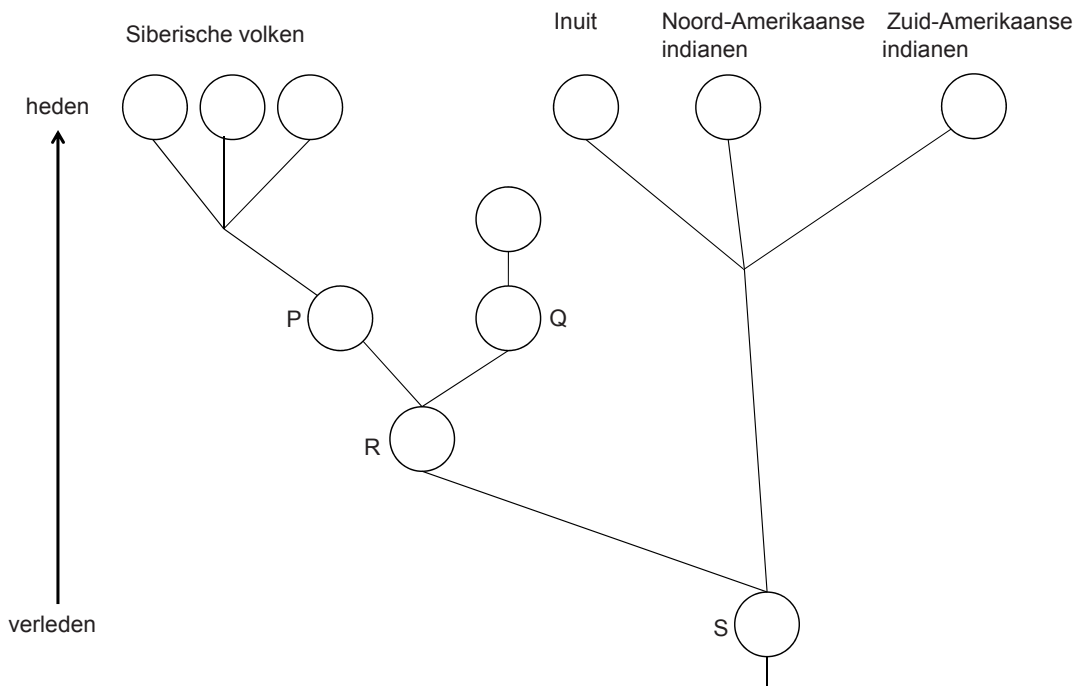 Siberische volken
Inuit
Noord-Amerikaanse
indianen
Zuid-Amerikaanse
indianen
heden
P
Q
R
S
verleden